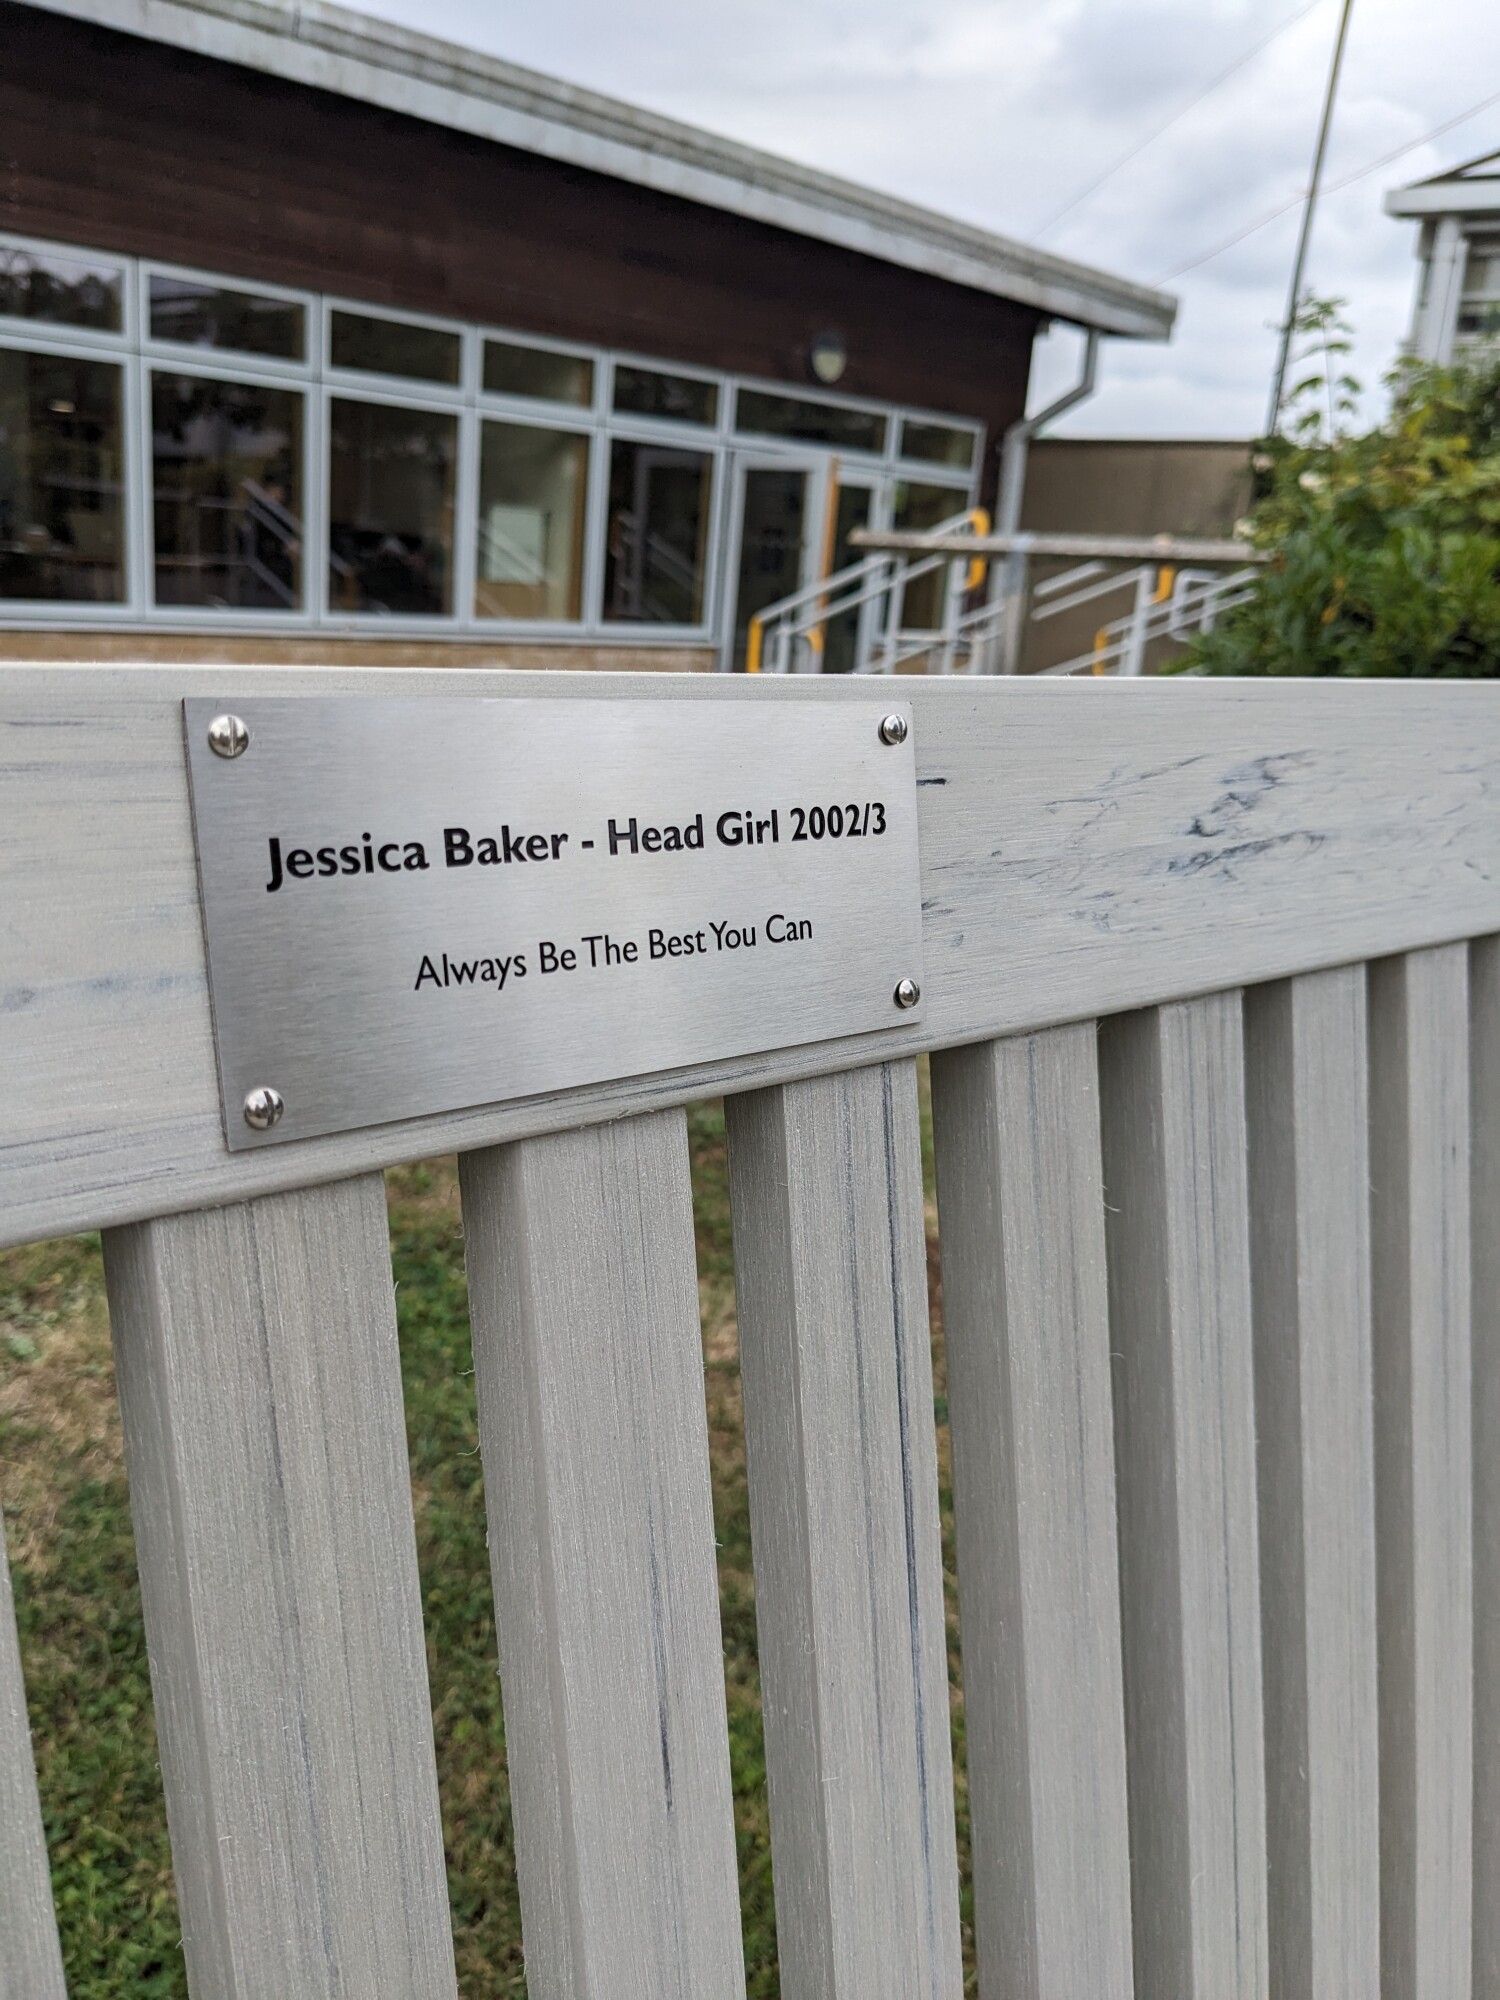 Jessica Baker - Head Girl 2002/3
Always Be The Best You Can